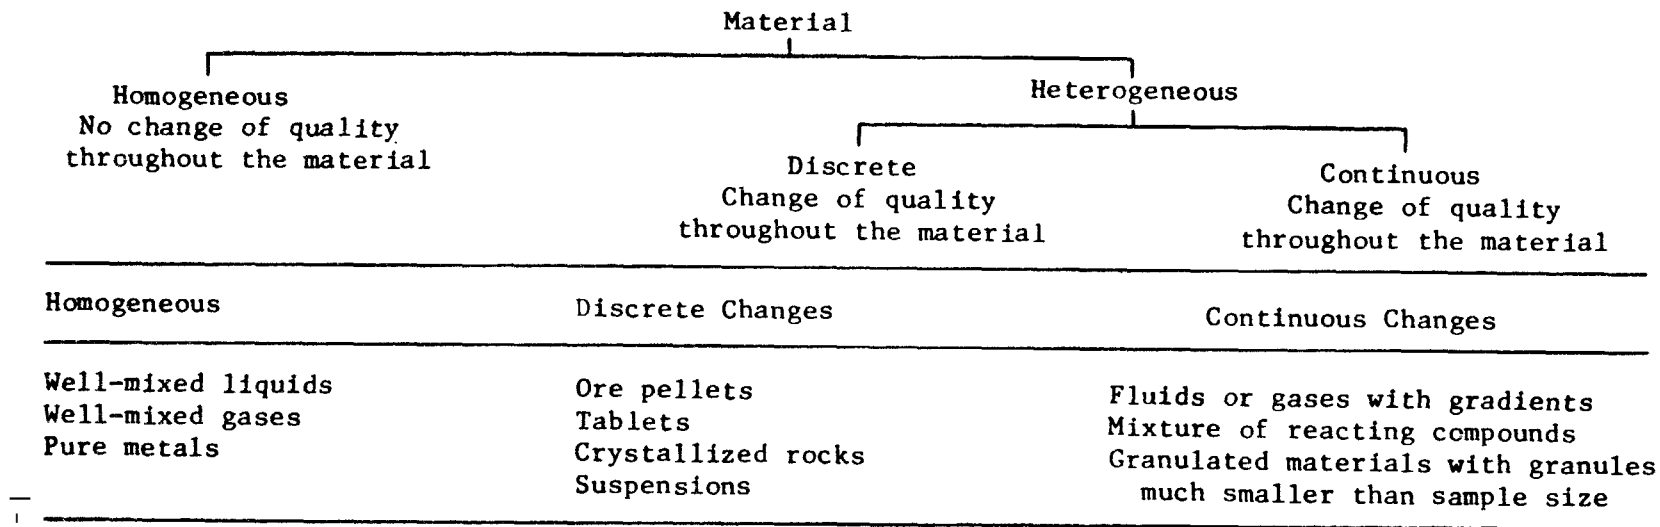 Material
Homogeneous
No change of quality
throughout the material
Heterogeneous
Discrete
Change of quality
throughout the material
Continuous
Change of quality
throughout the material
Homogeneous
Discrete Changes
Continuous Changes
Well-mixed liquids
Well-mixed gases
Pure metals
Ore pellets
Tablets
Crystallized rocks
Suspensions
Fluids or gases with gradients
Mixture of reacting compounds
Granulated materials with granules
much smaller than sample size